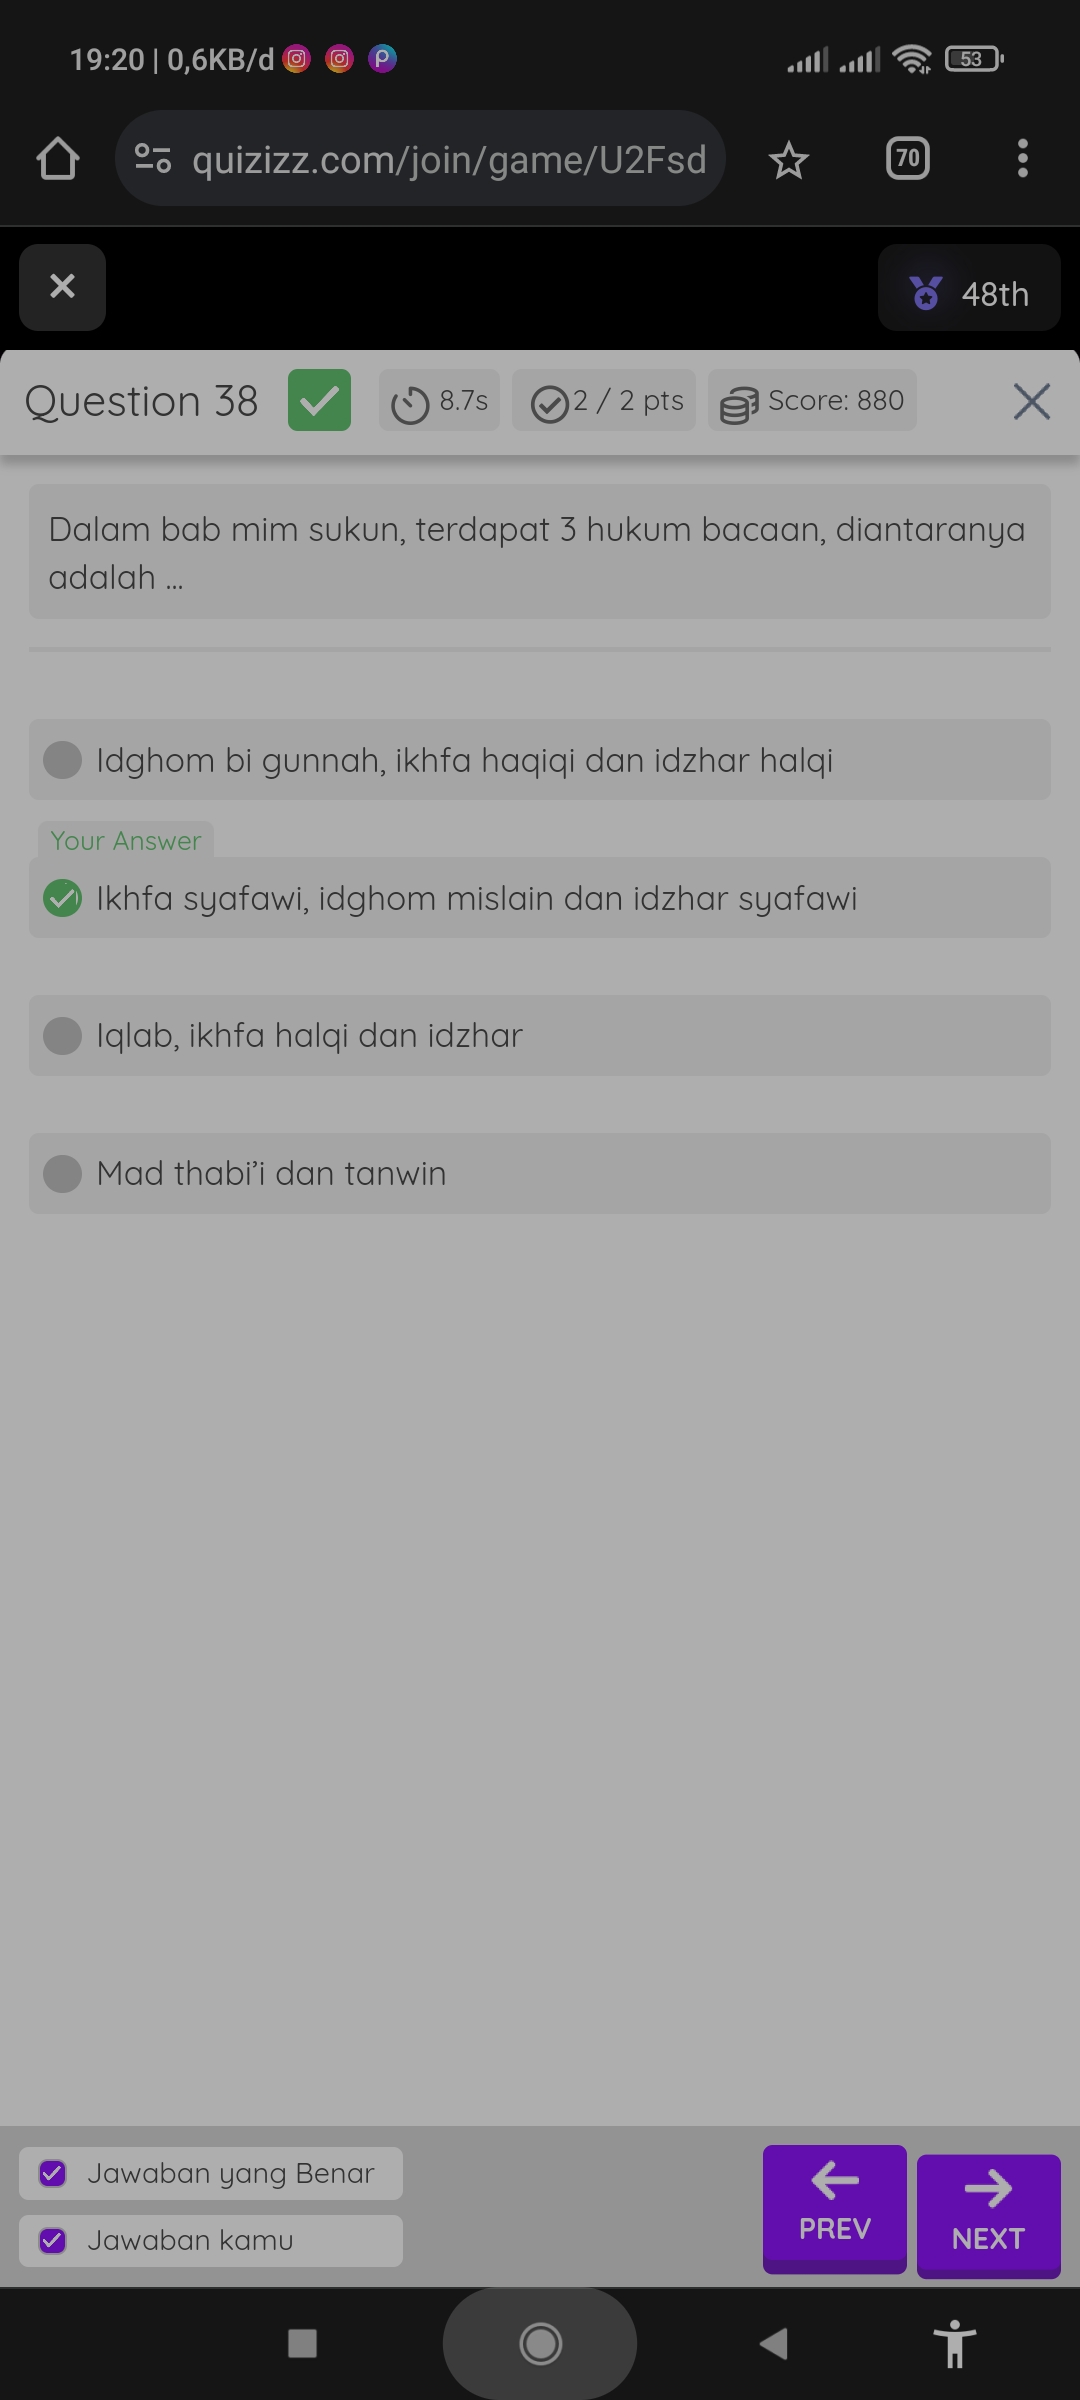 19:20 | 0,6KB/d
53
quizizz.com/join/game/U2Fsd
70
48th
Question 38
8.7s
2 / 2 pts
Score: 880
Dalam bab mim sukun, terdapat 3 hukum bacaan, diantaranya
adalah ...
Idghom bi gunnah, ikhfa haqiqi dan idzhar halqi
Your Answer
Ikhfa syafawi, idghom mislain dan idzhar syafawi
Iqlab, ikhfa halqi dan idzhar
Mad thabi’i dan tanwin
Jawaban yang Benar
Jawaban kamu
PREV
NEXT